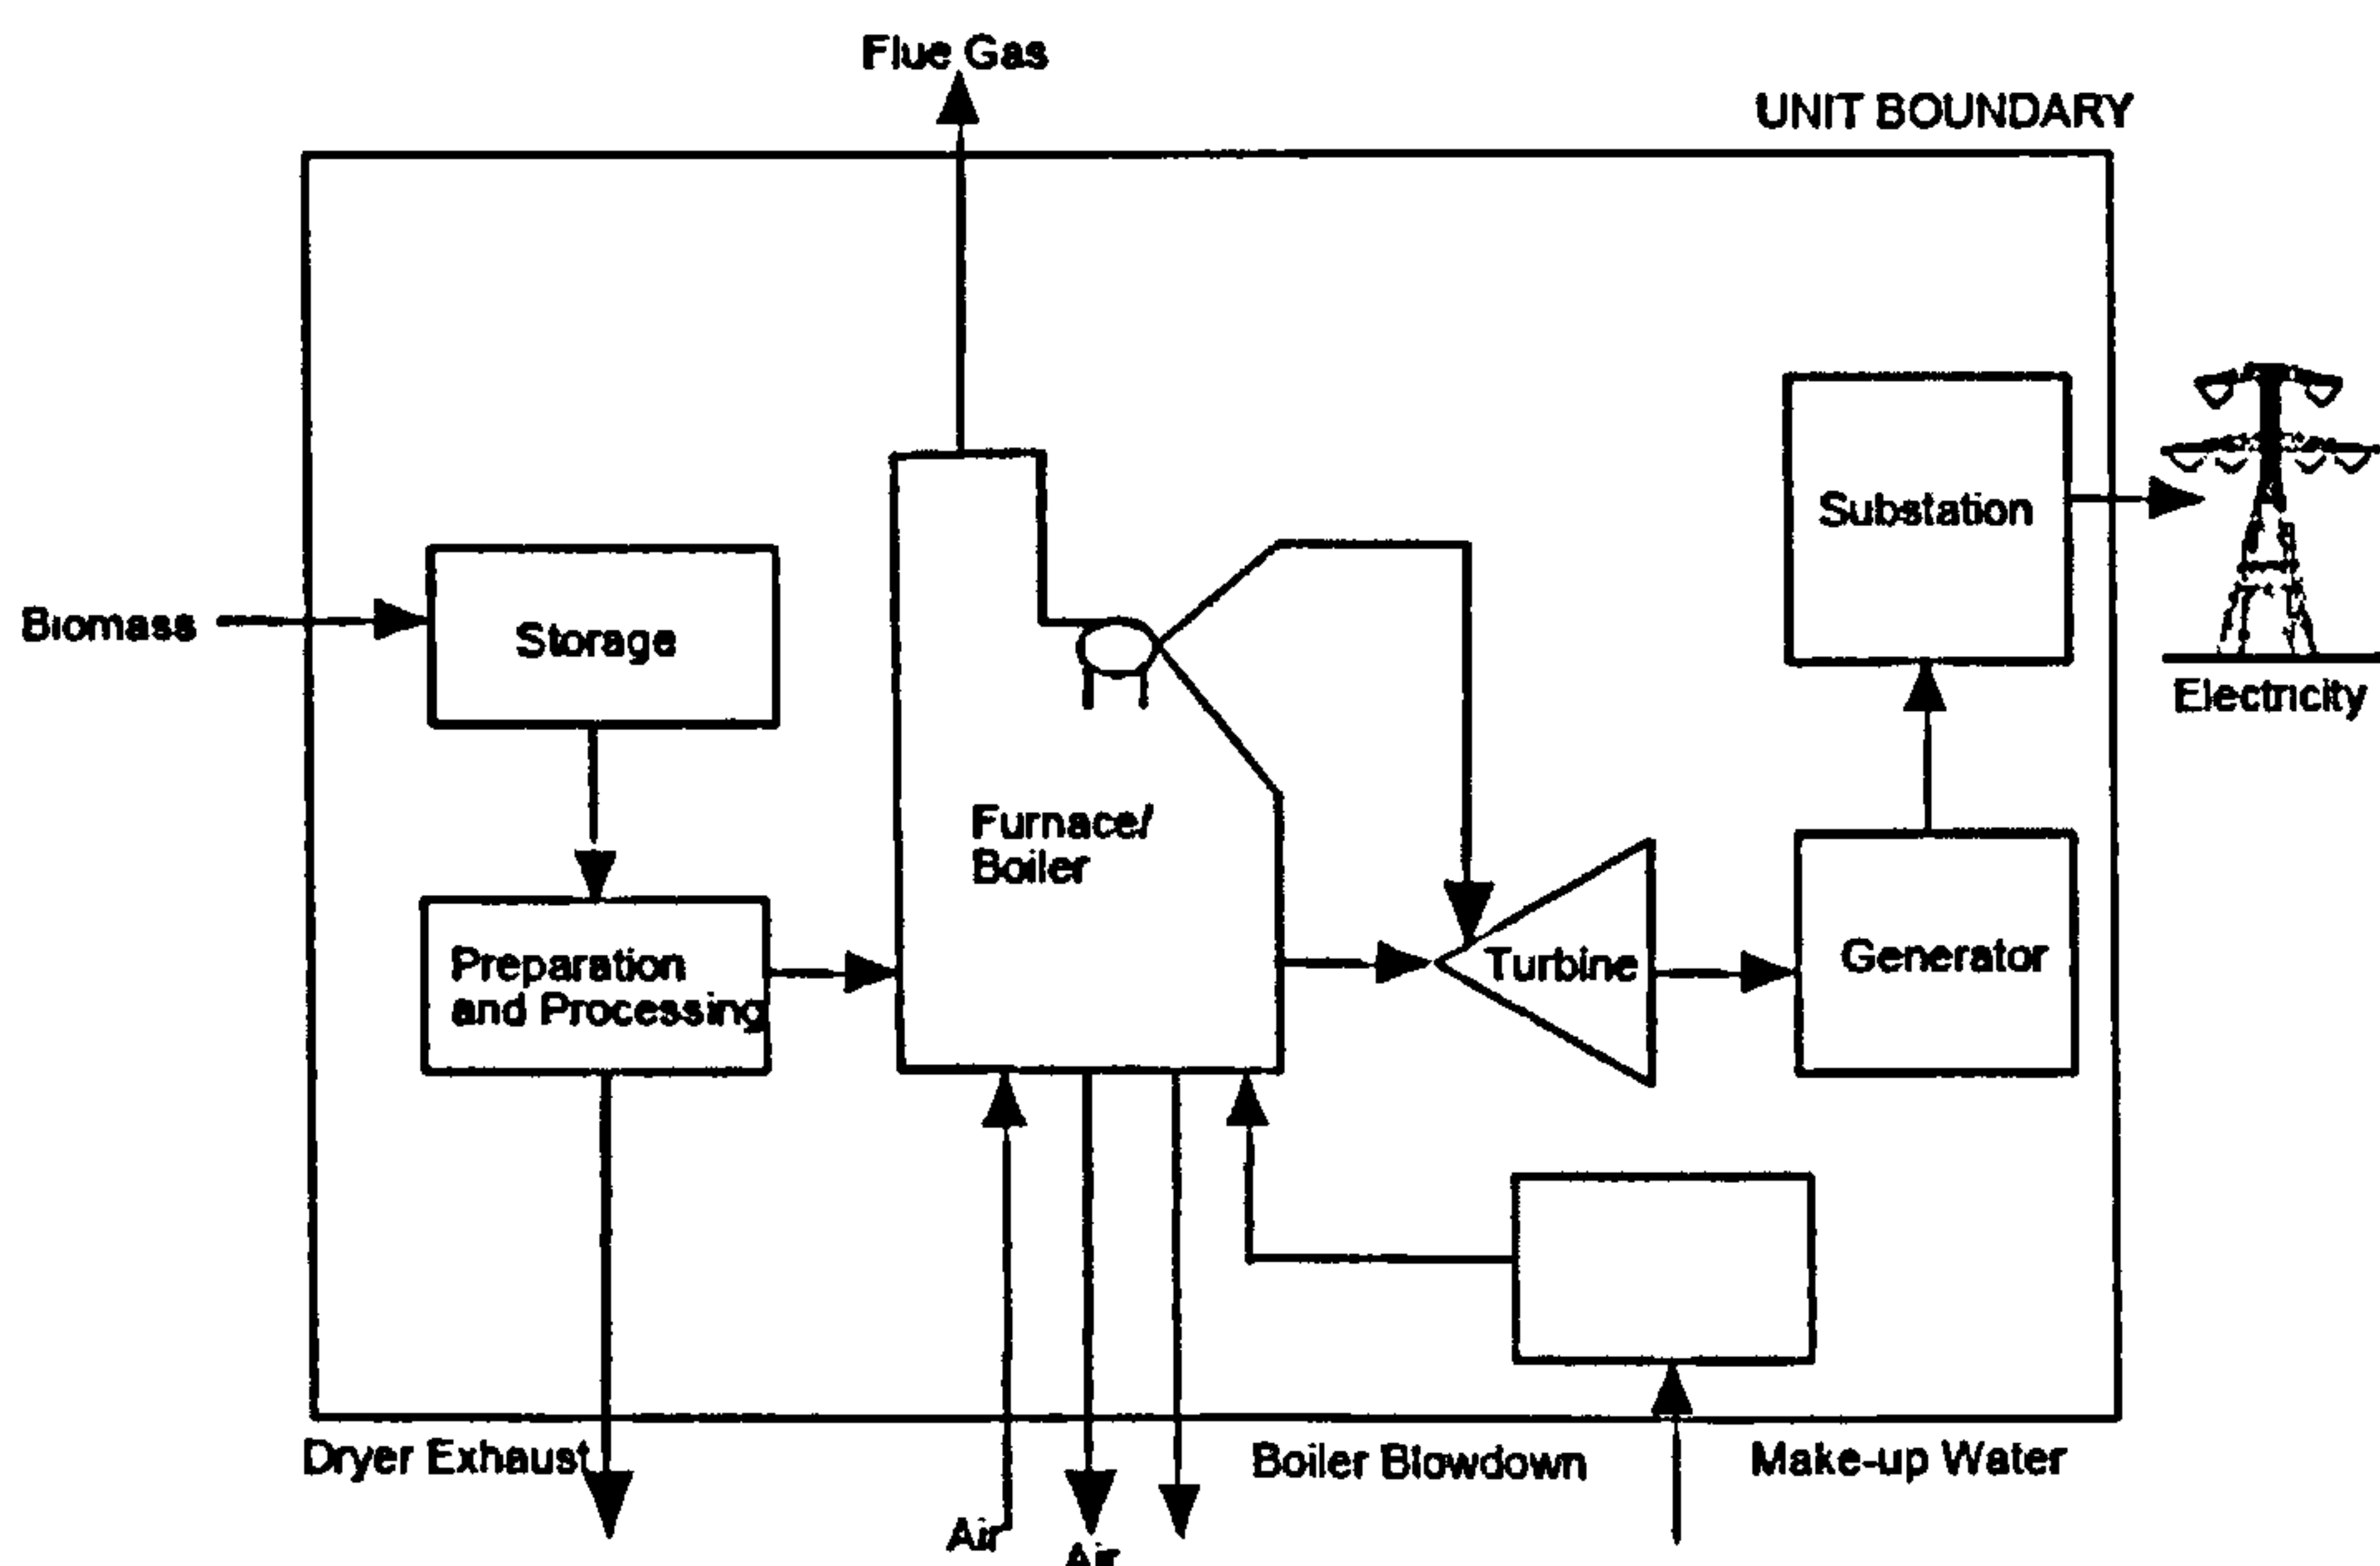 Flue Gas
UNIT BOUNDARY
Substation
Biomass
Storage
Electricity
Furnace/
Boiler
Preparation
and Processing
Turbine
Generator
Dryer Exhaust
Boiler Blowdown
Make-up Water
Air
Air